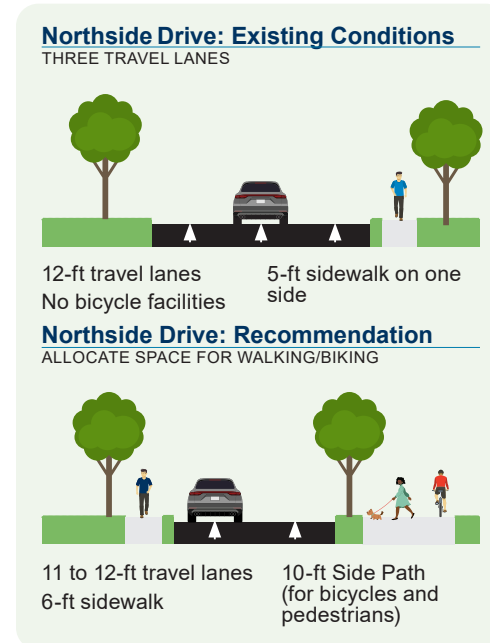 Northside Drive: Existing Conditions
THREE TRAVEL LANES
12-ft travel lanes
No bicycle facilities
5-ft sidewalk on one
side
Northside Drive: Recommendation
ALLOCATE SPACE FOR WALKING/BIKING
11 to 12-ft travel lanes
6-ft sidewalk
10-ft Side Path
(for bicycles and
pedestrians)